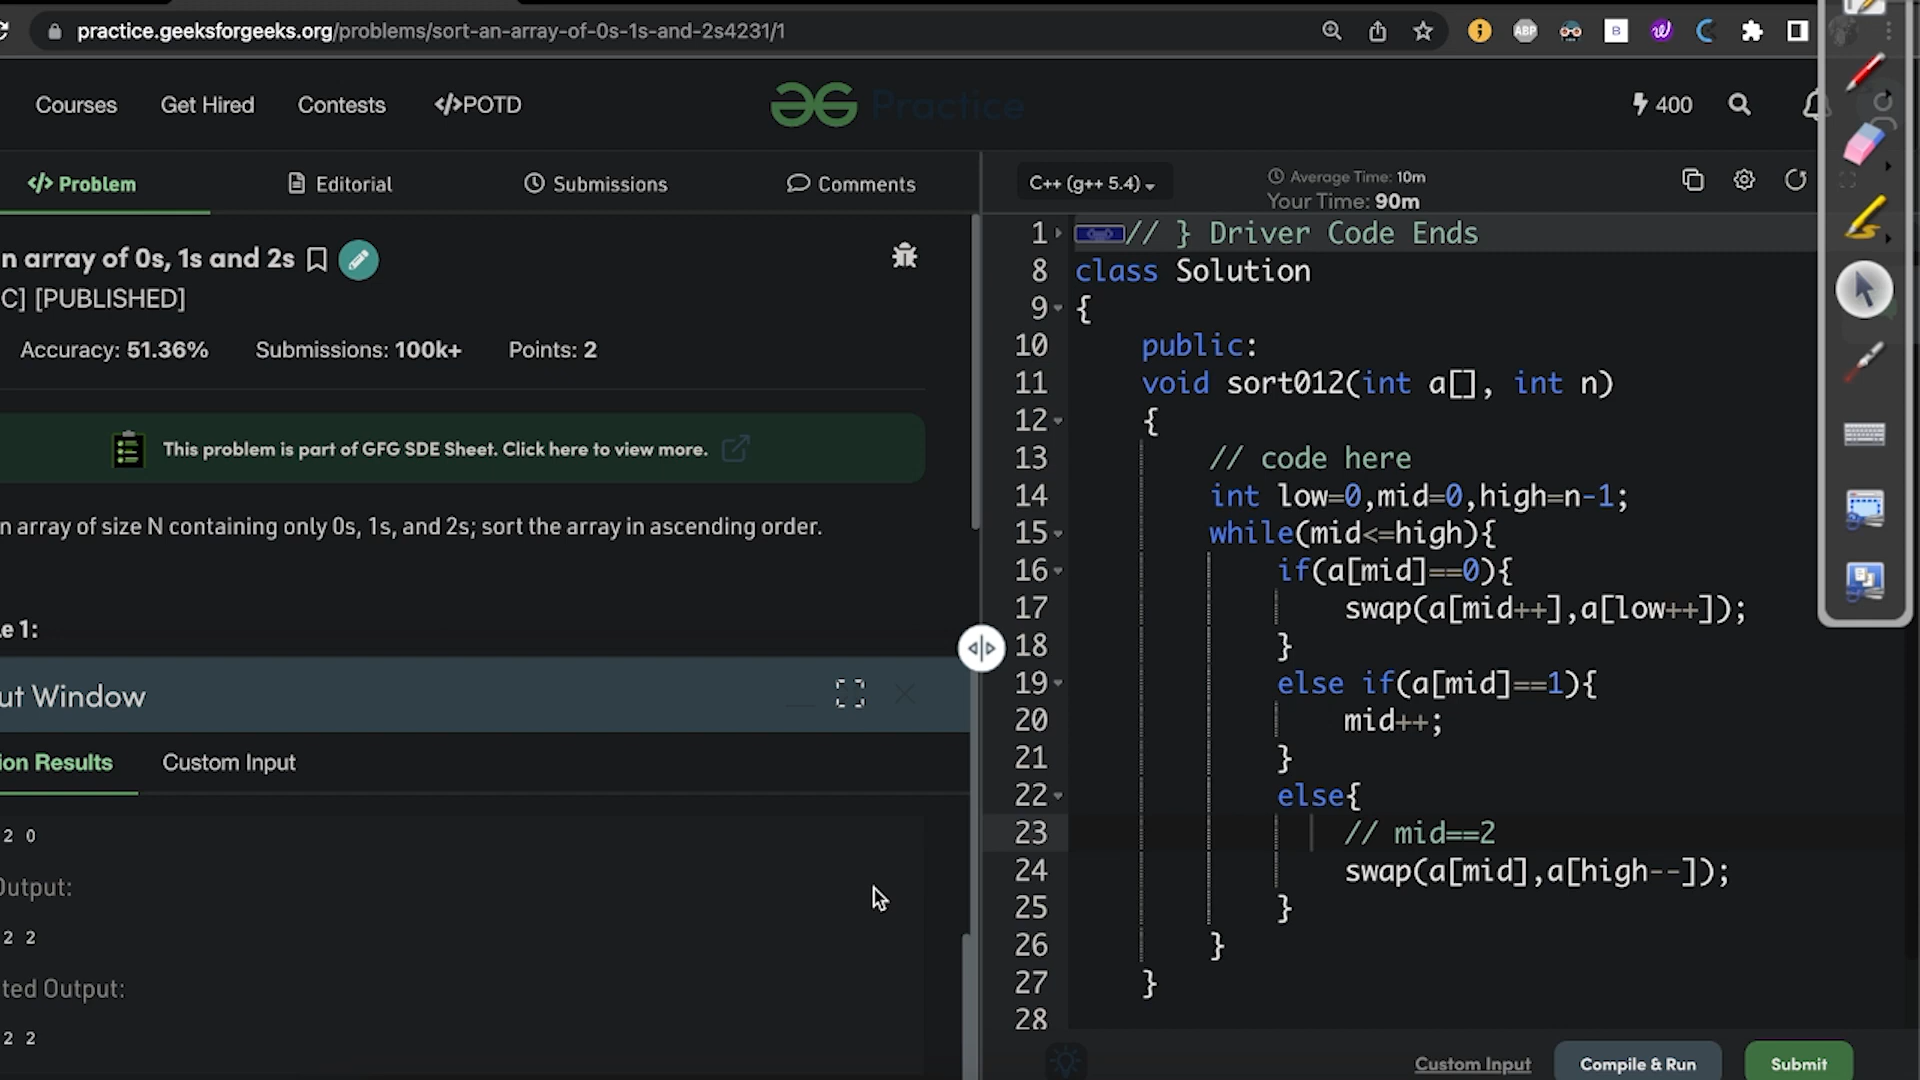 practice.geeksforgeeks.org/problems/sort-an-array-of-0s-1s-and-2s4231/1
ABP
B
Courses Get Hired Contests </>POTD
Practice
400
</> Problem Editorial Submissions Comments
n array of 0s, 1s and 2s
C] [PUBLISHED]
Accuracy: 51.36% Submissions: 100k+ Points: 2
This problem is part of GFG SDE Sheet. Click here to view more.
n array of size N containing only 0s, 1s, and 2s; sort the array in ascending order.
e 1:
ut Window
ion Results Custom Input
2 0
Output:
2 2
ted Output:
2 2
C++ (g++ 5.4)
Average Time: 10m
Your Time: 90m
1 // } Driver Code Ends
8 class Solution
9 {
10 public:
11 void sort012(int a[], int n)
12 {
13 // code here
14 int low=0,mid=0,high=n-1;
15 while(mid<=high){
16 if(a[mid]==0){
17 swap(a[mid++],a[low++]);
18 }
19 else if(a[mid]==1){
20 mid++;
21 }
22 else{
23 // mid==2
24 swap(a[mid],a[high--]);
25 }
26 }
27 }
28
Custom Input Compile & Run Submit